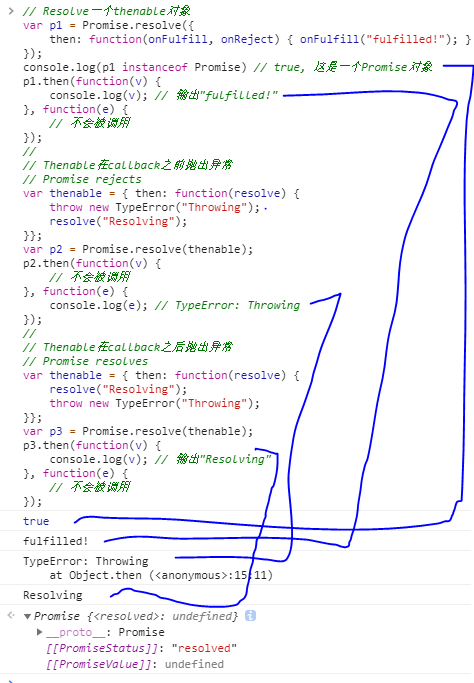 // Resolve一个thenable对象
var p1 = Promise.resolve({
then: function(onFulfill, onReject) { onFulfill("fulfilled!"); }
});
console.log(p1 instanceof Promise) // true, 这是一个Promise对象
p1.then(function(v) {
console.log(v); // 输出"fulfilled!"
}, function(e) {
// 不会被调用
});
//
// Thenable在callback之前抛出异常
// Promise rejects
var thenable = { then: function(resolve) {
throw new TypeError("Throwing");
resolve("Resolving");
}};
var p2 = Promise.resolve(thenable);
p2.then(function(v) {
// 不会被调用
}, function(e) {
console.log(e); // TypeError: Throwing
});
//
// Thenable在callback之后抛出异常
// Promise resolves
var thenable = { then: function(resolve) {
resolve("Resolving");
throw new TypeError("Throwing");
}};
var p3 = Promise.resolve(thenable);
p3.then(function(v) {
console.log(v); // 输出"Resolving"
}, function(e) {
// 不会被调用
});
true
fulfilled!
TypeError: Throwing
at Object.then (<anonymous>:15:11)
Resolving
Promise {<resolved>: undefined}
__proto__: Promise
[[PromiseStatus]]: "resolved"
[[PromiseValue]]: undefined